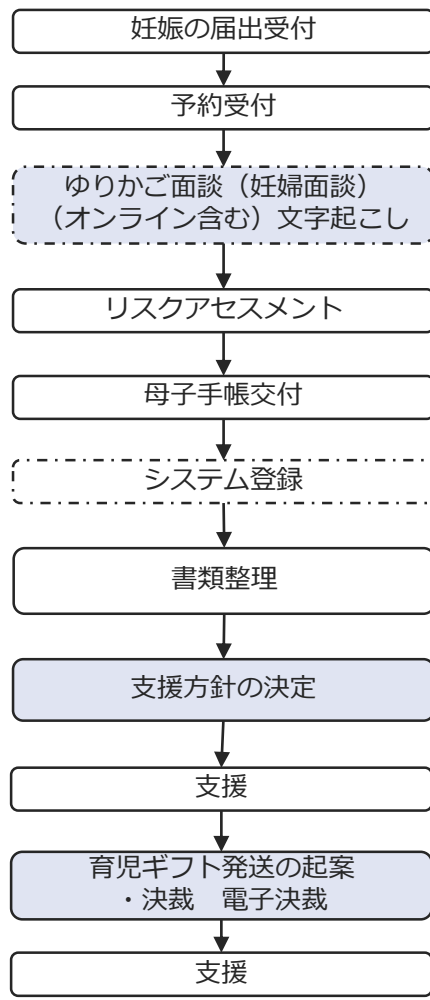 妊娠の届出受付
予約受付
ゆりかご面談（妊婦面談）
（オンライン含む）文字起こし
リスクアセスメント
母子手帳交付
システム登録
書類整理
支援方針の決定
支援
育児ギフト発送の起案
・決裁　電子決裁
支援